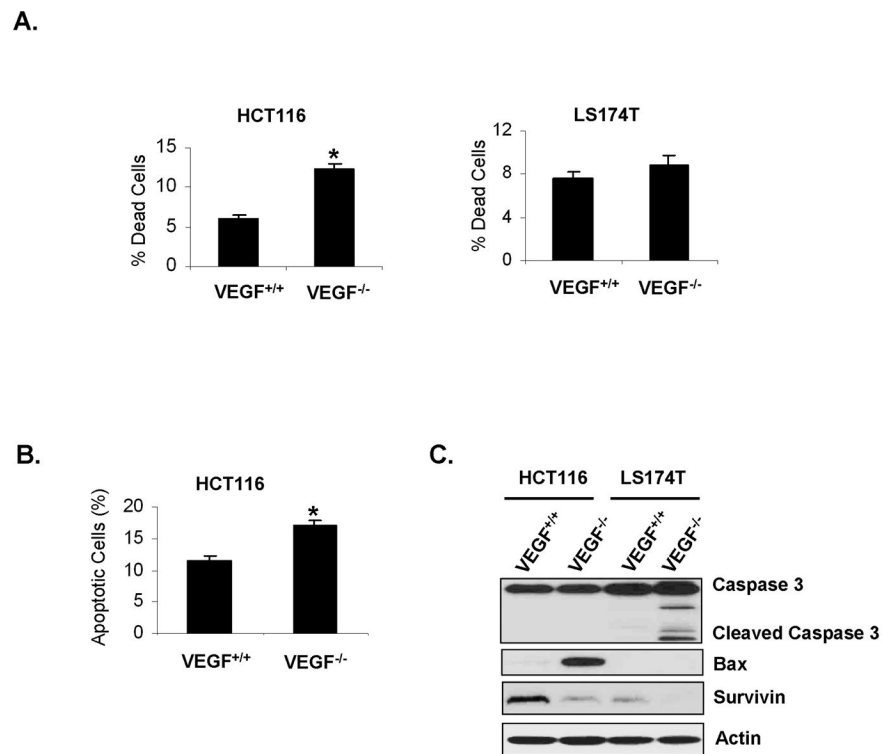 A.
HCT116
% Dead Cells
15
10
5
0
*
VEGF+/+ VEGF-/-
LS174T
% Dead Cells
12
8
4
0
VEGF+/+ VEGF-/-
B.
HCT116
Apoptotic Cells (%)
20
15
10
5
0
*
VEGF+/+ VEGF-/-
C.
HCT116 LS174T
VEGF+/+ VEGF-/- VEGF+/+ VEGF-/-
Caspase 3
Cleaved Caspase 3
Bax
Survivin
Actin